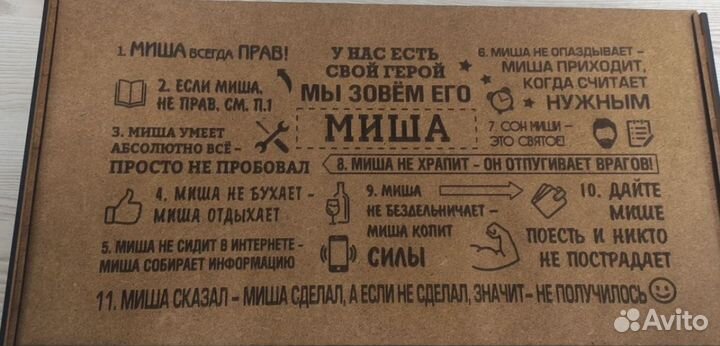 1. МИША ВСЕГДА ПРАВ!
2. ЕСЛИ МИША,
НЕ ПРАВ, СМ. П.1
3. МИША УМЕЕТ
АБСОЛЮТНО ВСЁ –
ПРОСТО НЕ ПРОБОВАЛ
4. МИША НЕ БУХАЕТ –
МИША ОТДЫХАЕТ
5. МИША НЕ СИДИТ В ИНТЕРНЕТЕ –
МИША СОБИРАЕТ ИНФОРМАЦИЮ
У НАС ЕСТЬ
СВОЙ ГЕРОЙ
МЫ ЗОВЁМ ЕГО
МИША
6. МИША НЕ ОПАЗДЫВАЕТ –
МИША ПРИХОДИТ,
КОГДА СЧИТАЕТ
НУЖНЫМ
7. СОН МИШИ –
ЭТО СВЯТОЕ!
8. МИША НЕ ХРАПИТ – ОН ОТПУГИВАЕТ ВРАГОВ!
9. МИША
НЕ БЕЗДЕЛЬНИЧАЕТ –
МИША КОПИТ
СИЛЫ
10. ДАЙТЕ
МИШЕ
ПОЕСТЬ И НИКТО
НЕ ПОСТРАДАЕТ
11. МИША СКАЗАЛ – МИША СДЕЛАЛ, А ЕСЛИ НЕ СДЕЛАЛ, ЗНАЧИТ – НЕ ПОЛУЧИЛОСЬ
Avito